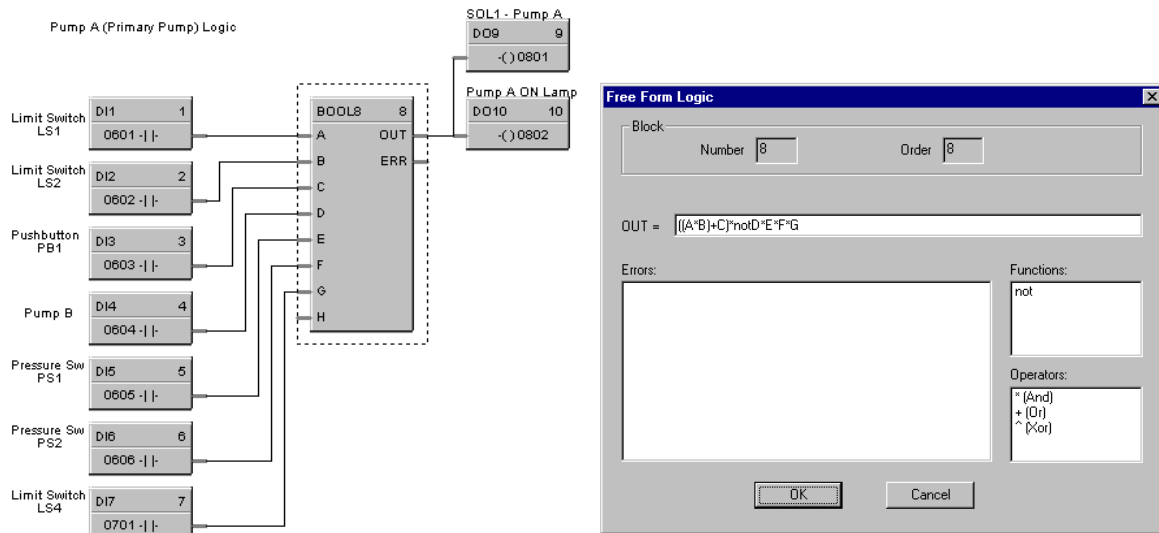 Pump A (Primary Pump) Logic
SOL1 - Pump A
DO9 9
-( ) 0801
Pump A ON Lamp
DO10 10
-( ) 0802
Limit Switch
LS1
DI1 1
0601 -| |-
Limit Switch
LS2
DI2 2
0602 -| |-
Pushbutton
PB1
DI3 3
0603 -| |-
Pump B
DI4 4
0604 -| |-
Pressure Sw
PS1
DI5 5
0605 -| |-
Pressure Sw
PS2
DI6 6
0606 -| |-
Limit Switch
LS4
DI7 7
0701 -| |-
BOOL8 8
A OUT
B ERR
C
D
E
F
G
H
Free Form Logic
Block
Number 8 Order 8
OUT = ((A*B)+C)*notD*E*F*G
Errors:
Functions:
not
Operators:
* (And)
+ (Or)
^ (Xor)
OK Cancel